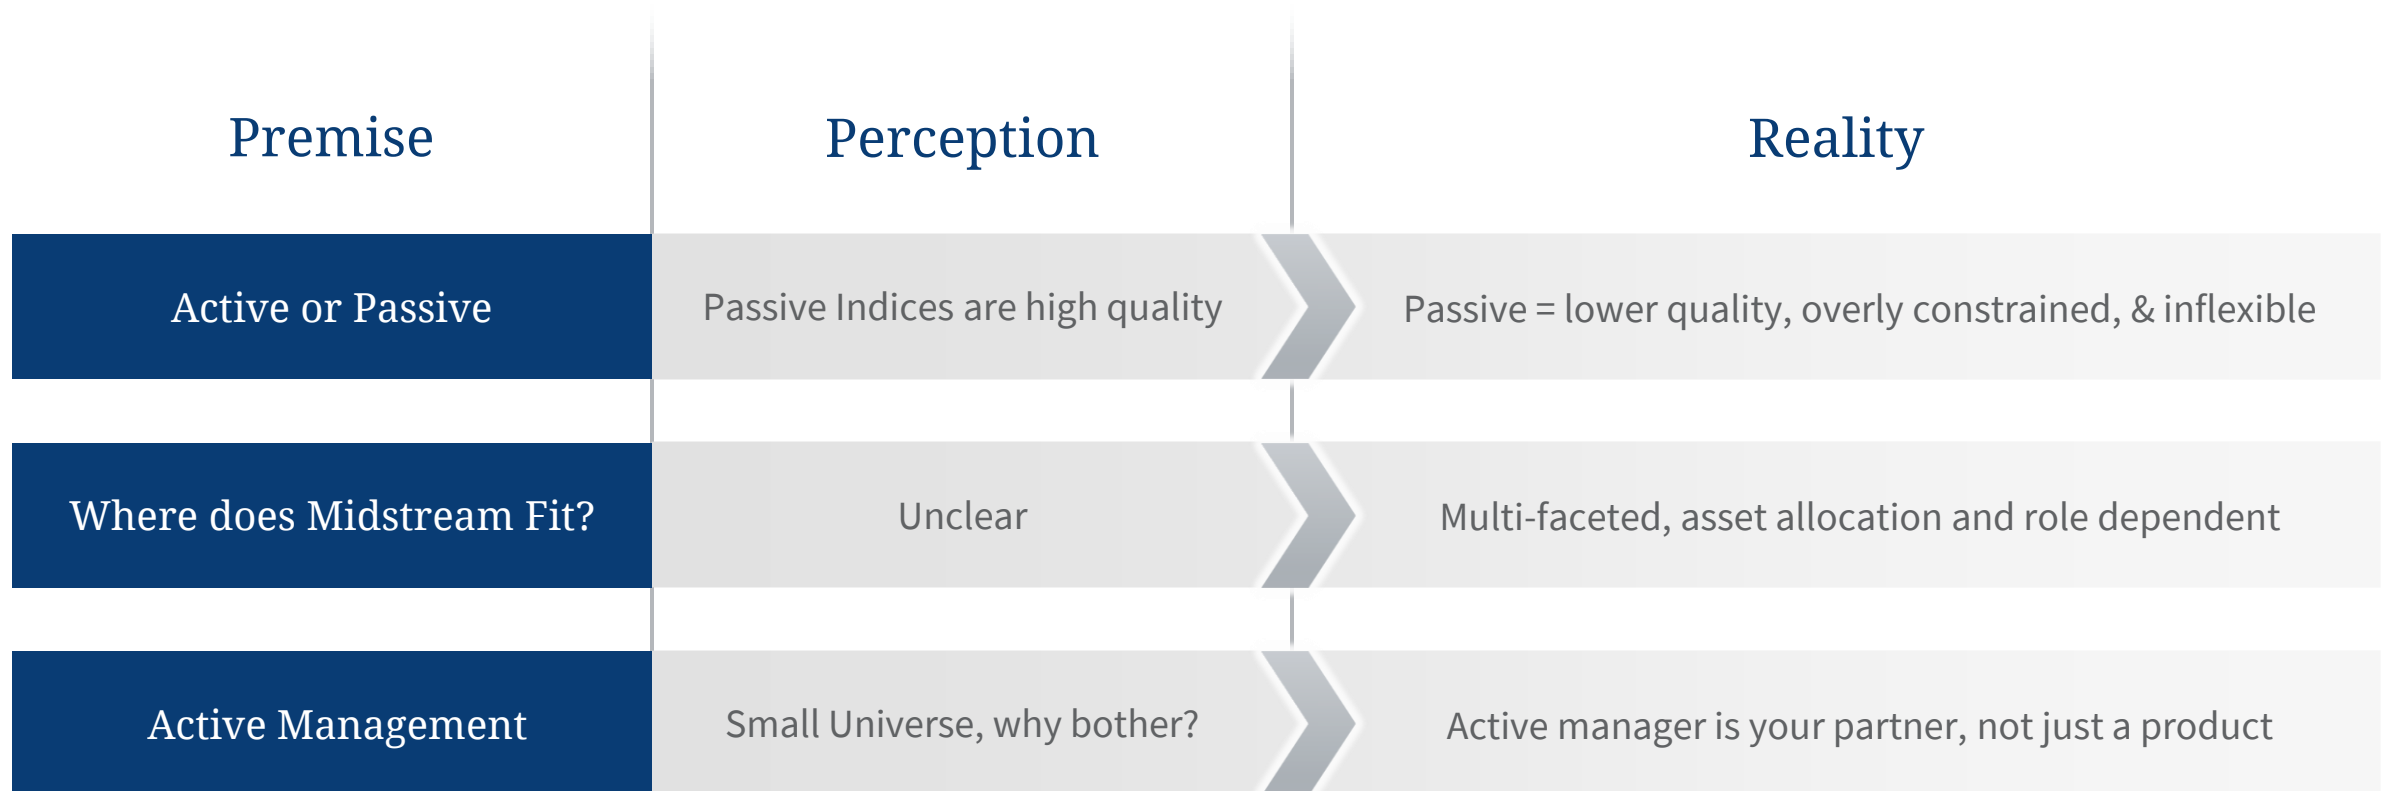 Premise
Perception
Reality
Active or Passive
Passive Indices are high quality
Passive = lower quality, overly constrained, & inflexible
Where does Midstream Fit?
Unclear
Multi-faceted, asset allocation and role dependent
Active Management
Small Universe, why bother?
Active manager is your partner, not just a product